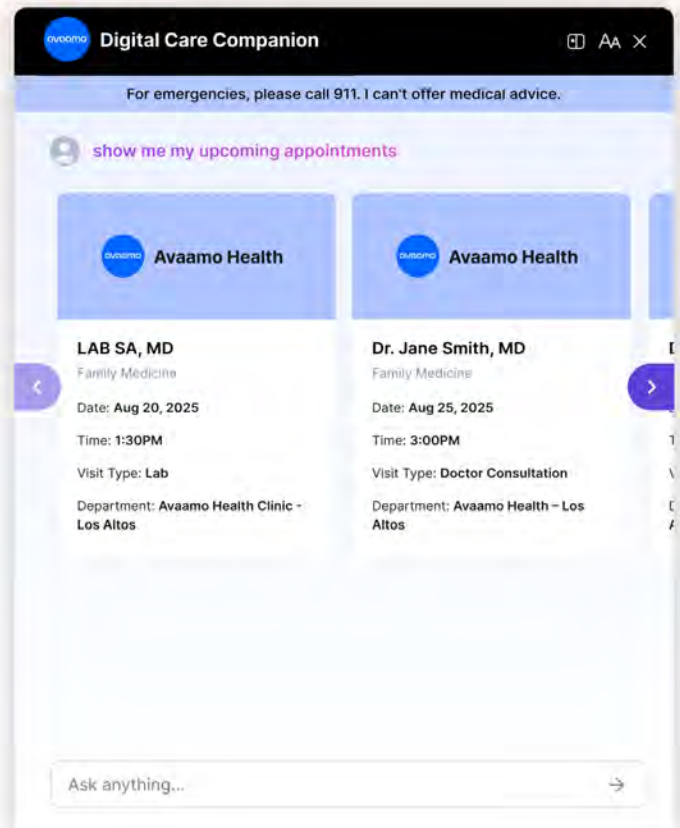 avaamo Digital Care Companion AA
For emergencies, please call 911. I can't offer medical advice.
show me my upcoming appointments
avaamo Avaamo Health
LAB SA, MD
Family Medicine
Date: Aug 20, 2025
Time: 1:30PM
Visit Type: Lab
Department: Avaamo Health Clinic -
Los Altos
avaamo Avaamo Health
Dr. Jane Smith, MD
Family Medicine
Date: Aug 25, 2025
Time: 3:00PM
Visit Type: Doctor Consultation
Department: Avaamo Health – Los
Altos
Ask anything...